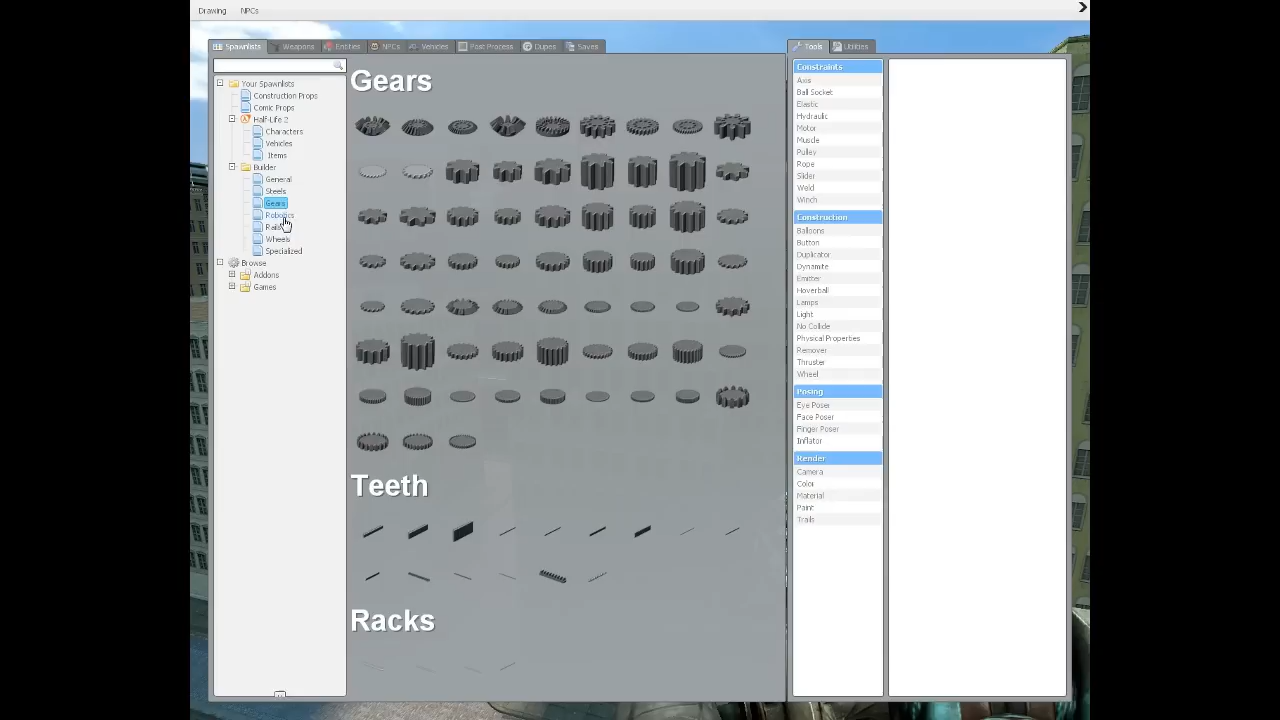 Drawing NPCs
Spawnlists Weapons Entities NPCs Vehicles Post Process Dupes Saves
Your Spawnlists
Construction Props
Comic Props
Half-Life 2
Characters
Vehicles
Items
Builder
General
Steels
Gears
Robotics
Rails
Wheels
Specialized
Browse
Addons
Games
Gears
Teeth
Racks
Tools Utilities
Constraints
Axis
Ball Socket
Elastic
Hydraulic
Motor
Muscle
Pulley
Rope
Slider
Weld
Winch
Construction
Balloons
Button
Duplicator
Dynamite
Emitter
Hoverball
Lamps
Light
No Collide
Physical Properties
Remover
Thruster
Wheel
Posing
Eye Poser
Face Poser
Finger Poser
Inflator
Render
Camera
Color
Material
Paint
Trails